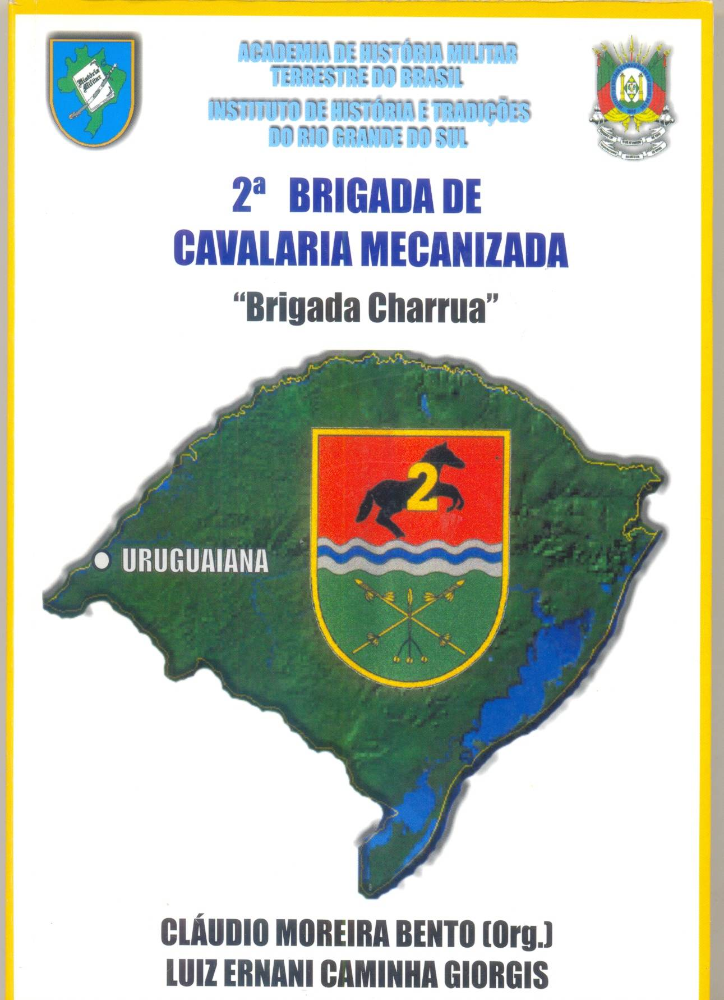 ACADEMIA DE HISTÓRIA MILITAR
TERRESTRE DO BRASIL
INSTITUTO DE HISTÓRIA E TRADIÇÕES
DO RIO GRANDE DO SUL
História
Militar
2ª BRIGADA DE
CAVALARIA MECANIZADA
“Brigada Charrua”
2
URUGUAIANA
CLÁUDIO MOREIRA BENTO (Org.)
LUIZ ERNANI CAMINHA GIORGIS